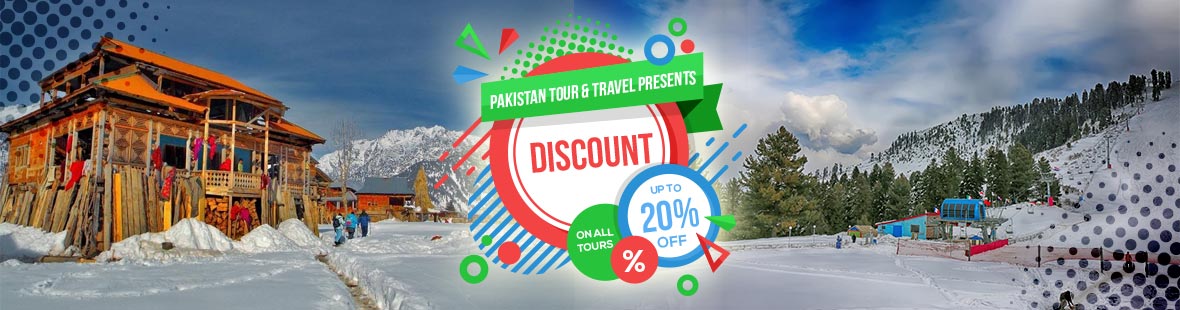 PAKISTAN TOUR & TRAVEL PRESENTS
DISCOUNT
UP TO
20%
OFF
ON ALL
TOURS
%